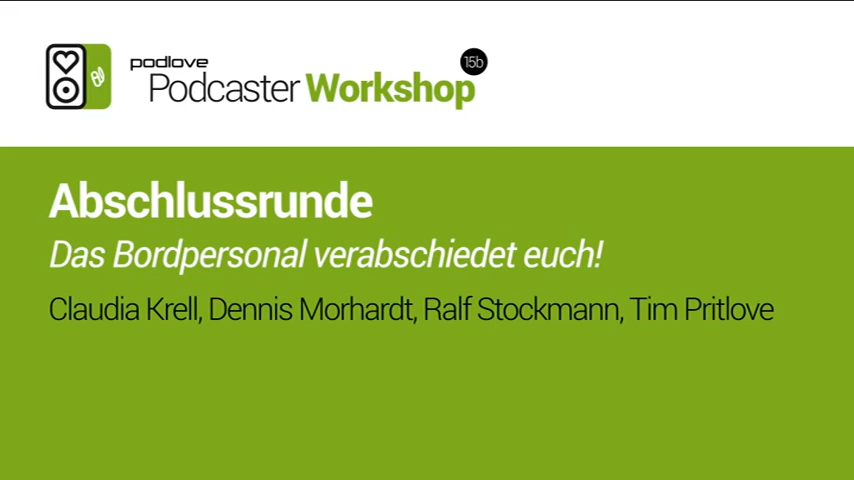 podlove
Podcaster Workshop 15b
Abschlussrunde
Das Bordpersonal verabschiedet euch!
Claudia Krell, Dennis Morhardt, Ralf Stockmann, Tim Pritlove